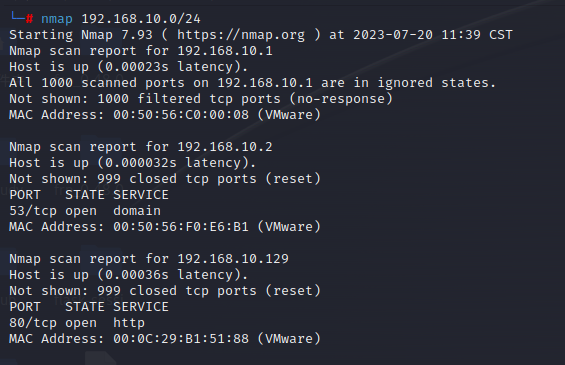 └─# nmap 192.168.10.0/24
Starting Nmap 7.93 ( https://nmap.org ) at 2023-07-20 11:39 CST
Nmap scan report for 192.168.10.1
Host is up (0.00023s latency).
All 1000 scanned ports on 192.168.10.1 are in ignored states.
Not shown: 1000 filtered tcp ports (no-response)
MAC Address: 00:50:56:C0:00:08 (VMware)

Nmap scan report for 192.168.10.2
Host is up (0.000032s latency).
Not shown: 999 closed tcp ports (reset)
PORT   STATE SERVICE
53/tcp open  domain
MAC Address: 00:50:56:F0:E6:B1 (VMware)

Nmap scan report for 192.168.10.129
Host is up (0.00036s latency).
Not shown: 999 closed tcp ports (reset)
PORT   STATE SERVICE
80/tcp open  http
MAC Address: 00:0C:29:B1:51:88 (VMware)